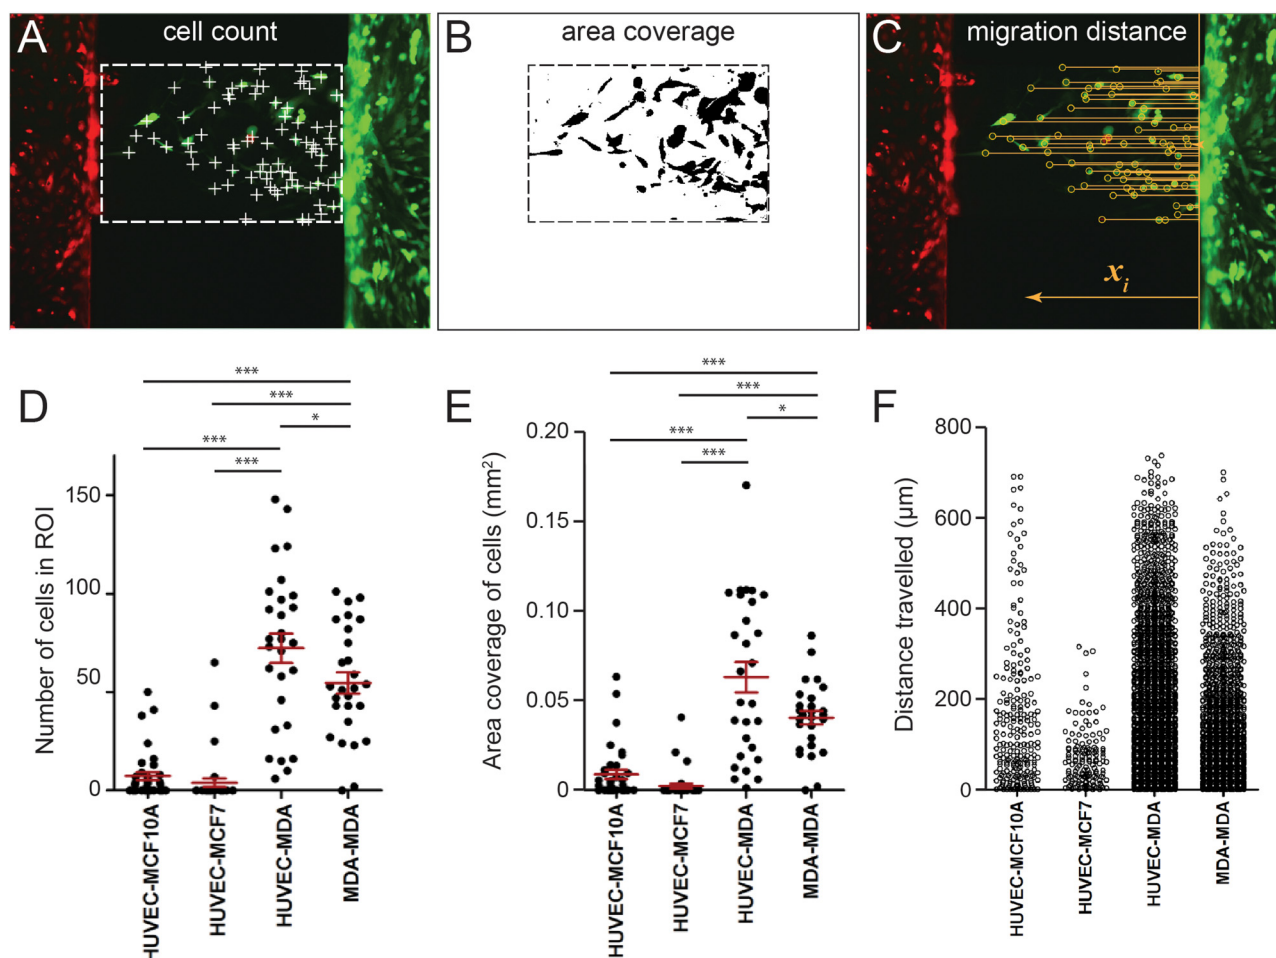 A
cell count
B
area coverage
C
migration distance
x_i
D
***
***
*
***
***
150
100
50
0
Number of cells in ROI
HUVEC-MCF10A
HUVEC-MCF7
HUVEC-MDA
MDA-MDA
E
***
***
*
***
***
0.20
0.15
0.10
0.05
0
Area coverage of cells (mm²)
HUVEC-MCF10A
HUVEC-MCF7
HUVEC-MDA
MDA-MDA
F
800
600
400
200
0
Distance travelled (µm)
HUVEC-MCF10A
HUVEC-MCF7
HUVEC-MDA
MDA-MDA